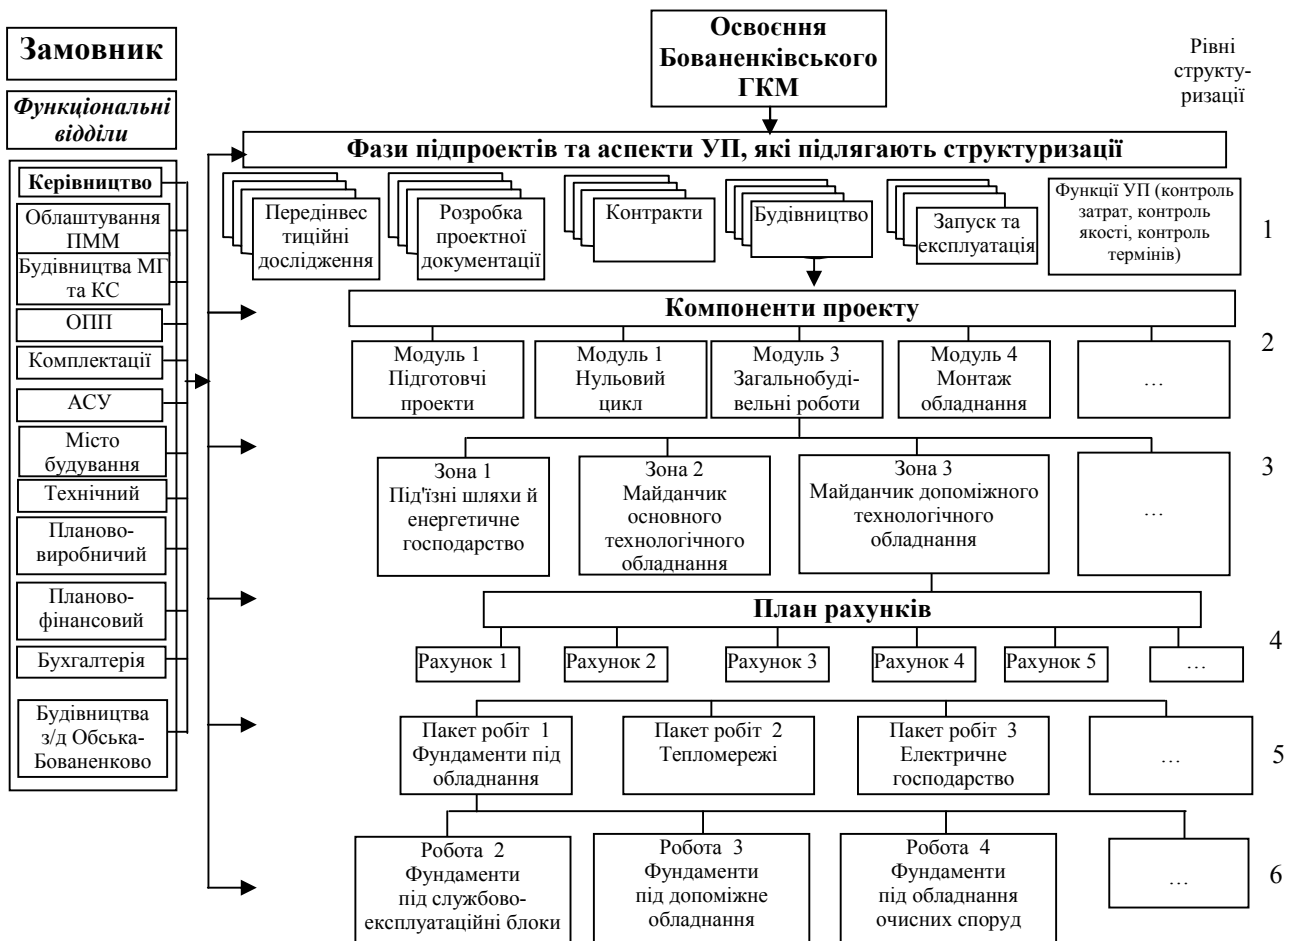 Замовник
Функціональні
відділи
Керівництво
Облаштування
ПММ
Будівництва МГ
та КС
ОПП
Комплектації
АСУ
Місто
будування
Технічний
Планово-
виробничий
Планово-
фінансовий
Бухгалтерія
Будівництва
з/д Обська-
Бованенково
Освоєння
Бованенківського
ГКМ
Рівні
структу-
ризації
Фази підпроектів та аспекти УП, які підлягають структуризації
Передінвес
тиційні
дослідження
Розробка
проектної
документації
Контракти
Будівництво
Запуск та
експлуатація
Функції УП (контроль
затрат, контроль
якості, контроль
термінів)
1
Компоненти проекту
Модуль 1
Підготовчі
проекти
Модуль 1
Нульовий
цикл
Модуль 3
Загальнобуді-
вельні роботи
Модуль 4
Монтаж
обладнання
…
2
Зона 1
Під'їзні шляхи й
енергетичне
господарство
Зона 2
Майданчик
основного
технологічного
обладнання
Зона 3
Майданчик допоміжного
технологічного
обладнання
…
3
План рахунків
Рахунок 1
Рахунок 2
Рахунок 3
Рахунок 4
Рахунок 5
…
4
Пакет робіт 1
Фундаменти під
обладнання
Пакет робіт 2
Тепломережі
Пакет робіт 3
Електричне
господарство
…
5
Робота 2
Фундаменти
під службово-
експлуатаційні блоки
Робота 3
Фундаменти
під допоміжне
обладнання
Робота 4
Фундаменти
під обладнання
очисних споруд
…
6